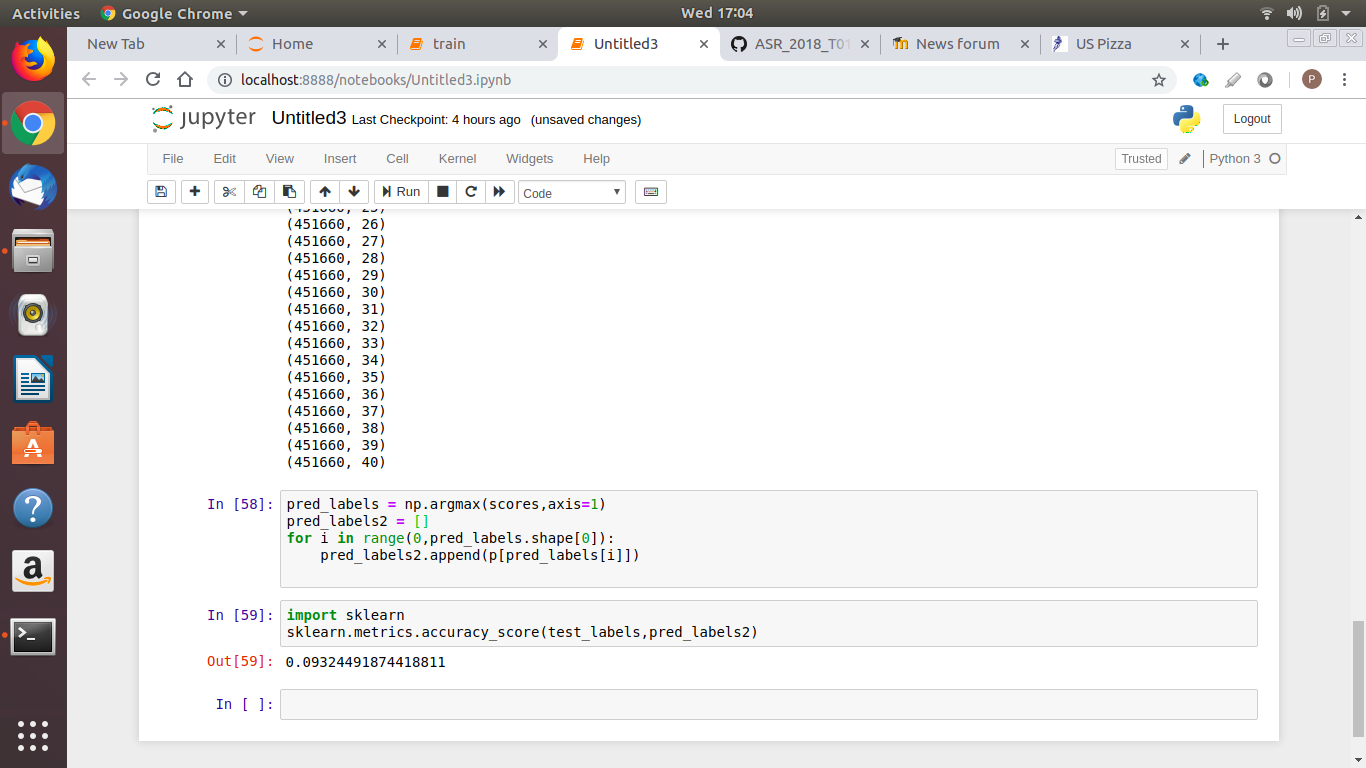 Activities
Google Chrome
Wed 17:04
New Tab
Home
train
Untitled3
ASR_2018_T01
News forum
US Pizza
localhost:8888/notebooks/Untitled3.ipynb
P
jupyter Untitled3 Last Checkpoint: 4 hours ago (unsaved changes)
Logout
File Edit View Insert Cell Kernel Widgets Help
Trusted
Python 3
Run
Code
(451660, 25)
(451660, 26)
(451660, 27)
(451660, 28)
(451660, 29)
(451660, 30)
(451660, 31)
(451660, 32)
(451660, 33)
(451660, 34)
(451660, 35)
(451660, 36)
(451660, 37)
(451660, 38)
(451660, 39)
(451660, 40)
In [58]: pred_labels = np.argmax(scores,axis=1)
pred_labels2 = []
for i in range(0,pred_labels.shape[0]):
    pred_labels2.append(p[pred_labels[i]])
In [59]: import sklearn
sklearn.metrics.accuracy_score(test_labels,pred_labels2)
Out[59]: 0.09324491874418811
In [ ]: